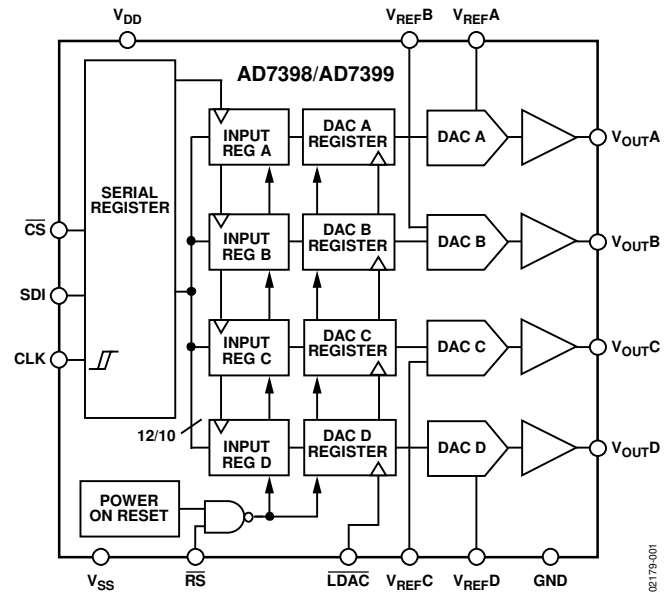 VDD
VREFB
VREFA
AD7398/AD7399
INPUT
REG A
DAC A
REGISTER
DAC A
VOUTA
SERIAL
REGISTER
CS
INPUT
REG B
DAC B
REGISTER
DAC B
VOUTB
SDI
INPUT
REG C
DAC C
REGISTER
DAC C
VOUTC
CLK
12/10
INPUT
REG D
DAC D
REGISTER
DAC D
VOUTD
POWER
ON RESET
VSS
RS
LDAC
VREFC
VREFD
GND
02179-001